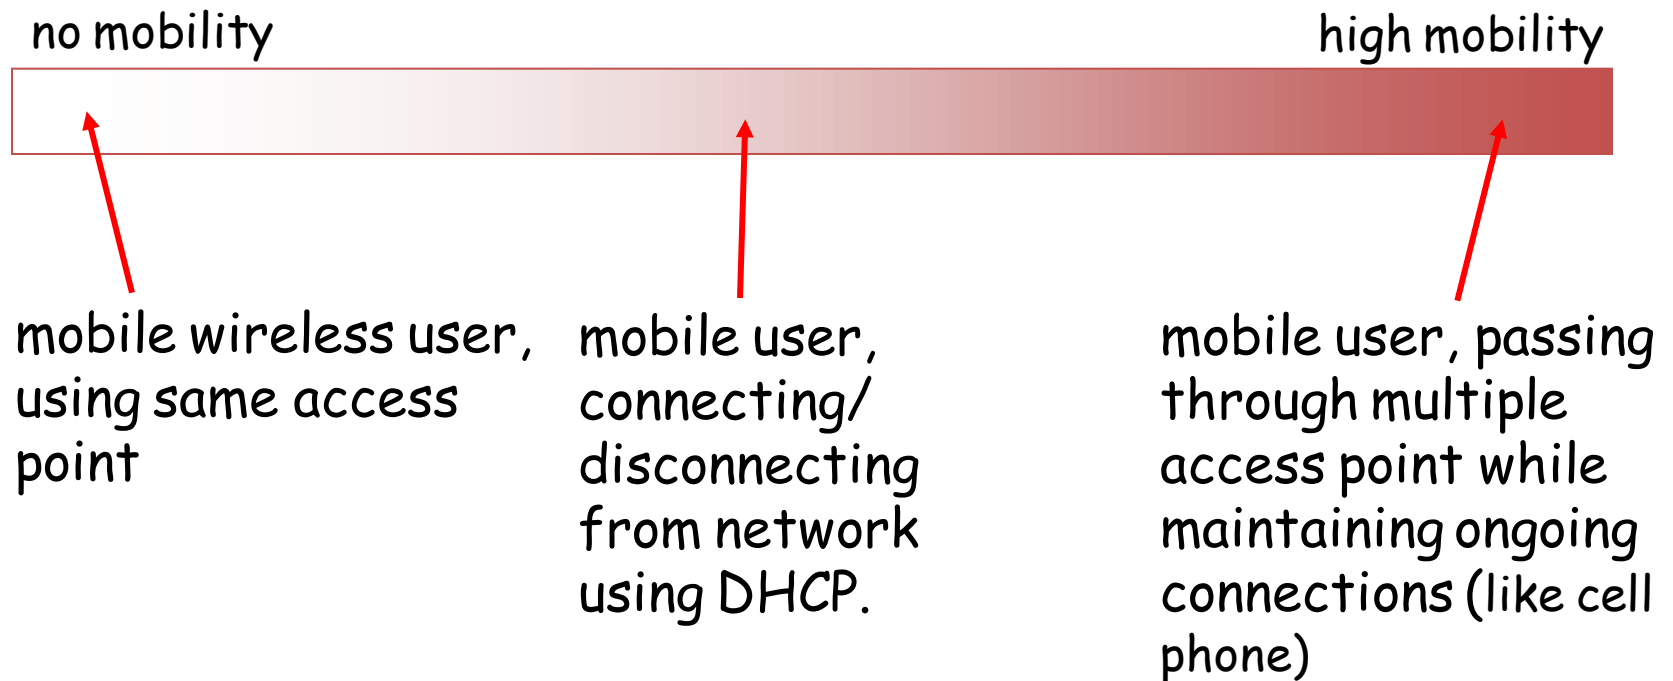 no mobility
high mobility
mobile wireless user,
using same access
point
mobile user,
connecting/
disconnecting
from network
using DHCP.
mobile user, passing
through multiple
access point while
maintaining ongoing
connections (like cell
phone)